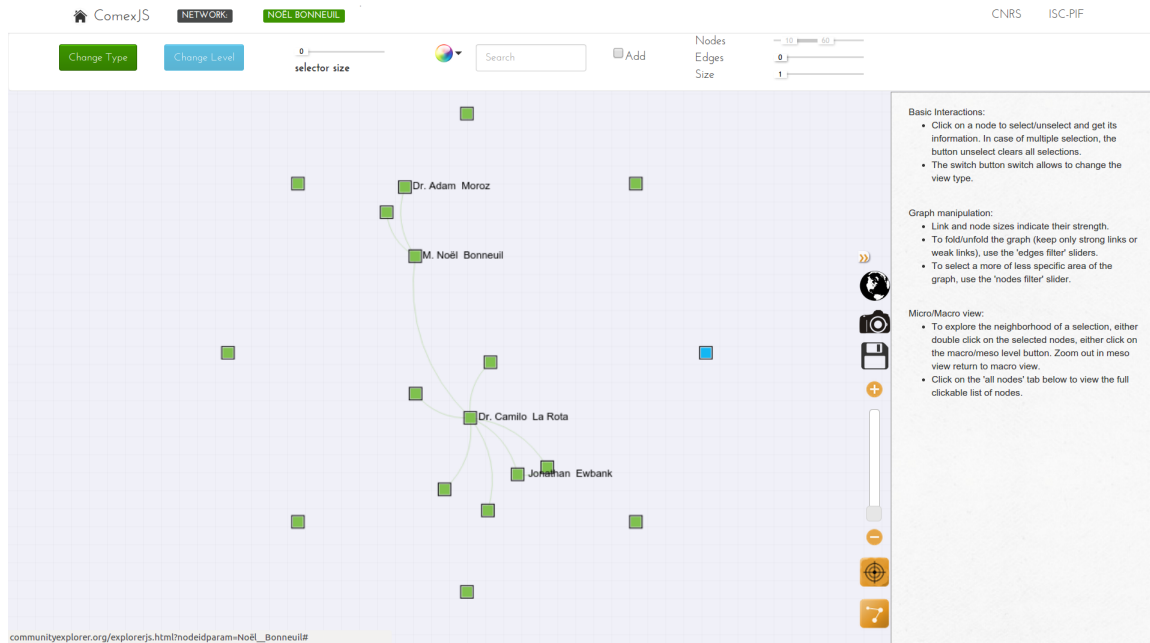 ComexJS NETWORK: NOËL BONNEUIL CNRS ISC-PIF
Change Type Change Level 0 selector size Search Add
Nodes 10 60
Edges 0
Size 1
Dr. Adam Moroz
M. Noël Bonneuil
Dr. Camilo La Rota
Jonathan Ewbank
Basic Interactions:
• Click on a node to select/unselect and get its
information. In case of multiple selection, the
button unselect clears all selections.
• The switch button switch allows to change the
view type.
Graph manipulation:
• Link and node sizes indicate their strength.
• To fold/unfold the graph (keep only strong links or
weak links), use the 'edges filter' sliders.
• To select a more of less specific area of the
graph, use the 'nodes filter' slider.
Micro/Macro view:
• To explore the neighborhood of a selection, either
double click on the selected nodes, either click on
the macro/meso level button. Zoom out in meso
view return to macro view.
• Click on the 'all nodes' tab below to view the full
clickable list of nodes.
communityexplorer.org/explorerjs.html?nodeidparam=Noël__Bonneuil#